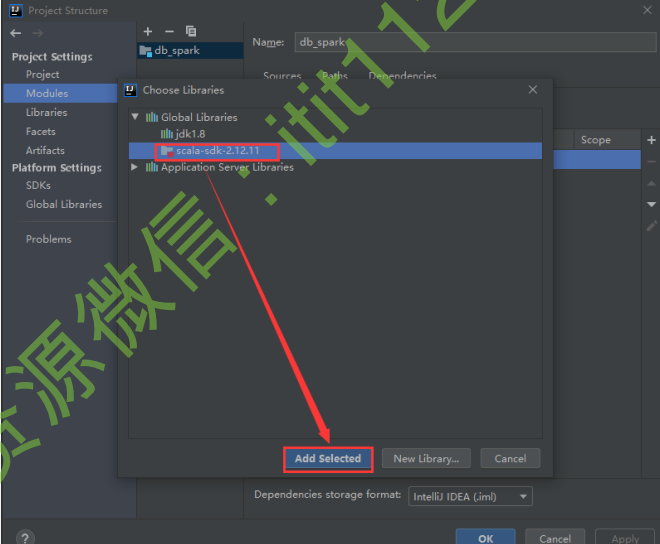 Project Structure
Project Settings
Project
Modules
Libraries
Facets
Artifacts
Platform Settings
SDKs
Global Libraries
Problems
db_spark
Name: db_spark
Sources Paths Dependencies
Scope
Choose Libraries
Global Libraries
jdk1.8
scala-sdk-2.12.11
Application Server Libraries
Add Selected New Library... Cancel
Dependencies storage format: IntelliJ IDEA (.iml)
? OK Cancel Apply
资源微信：itit112